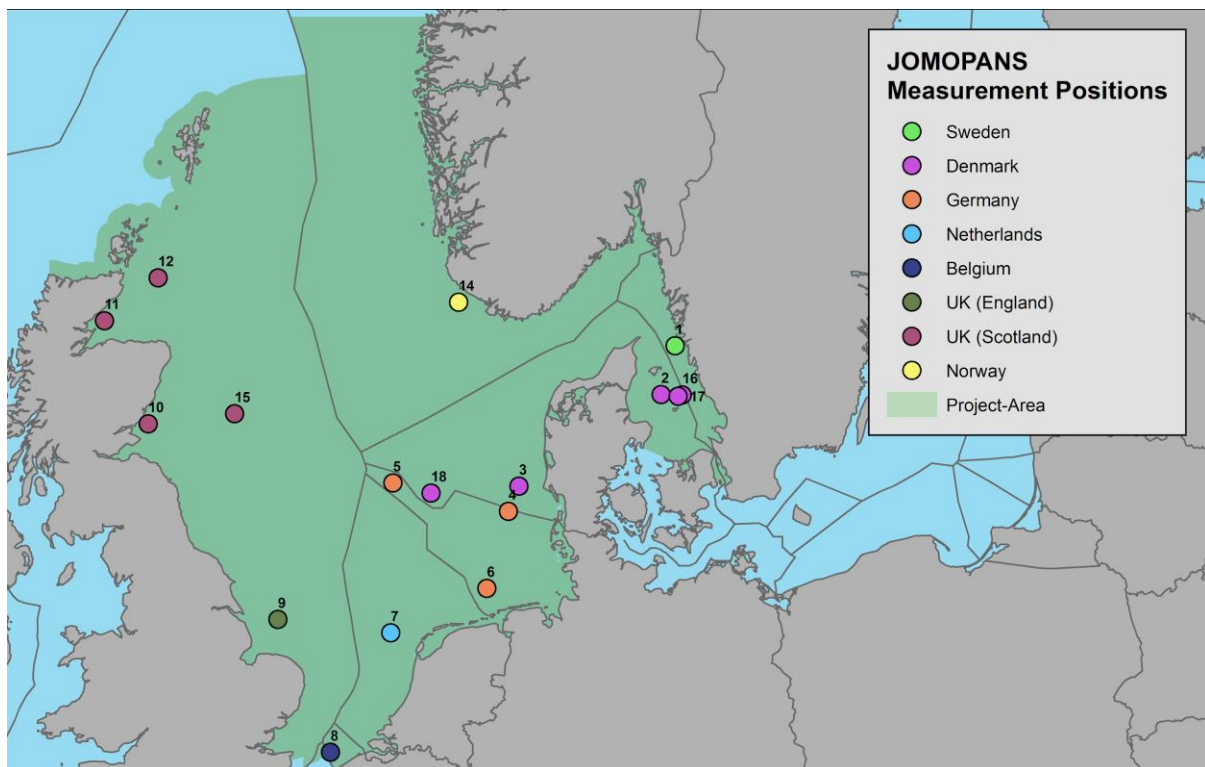 JOMOPANS
Measurement Positions
Sweden
Denmark
Germany
Netherlands
Belgium
UK (England)
UK (Scotland)
Norway
Project-Area
12
14
11
1
2
16
17
10
15
5
18
3
4
6
9
7
8